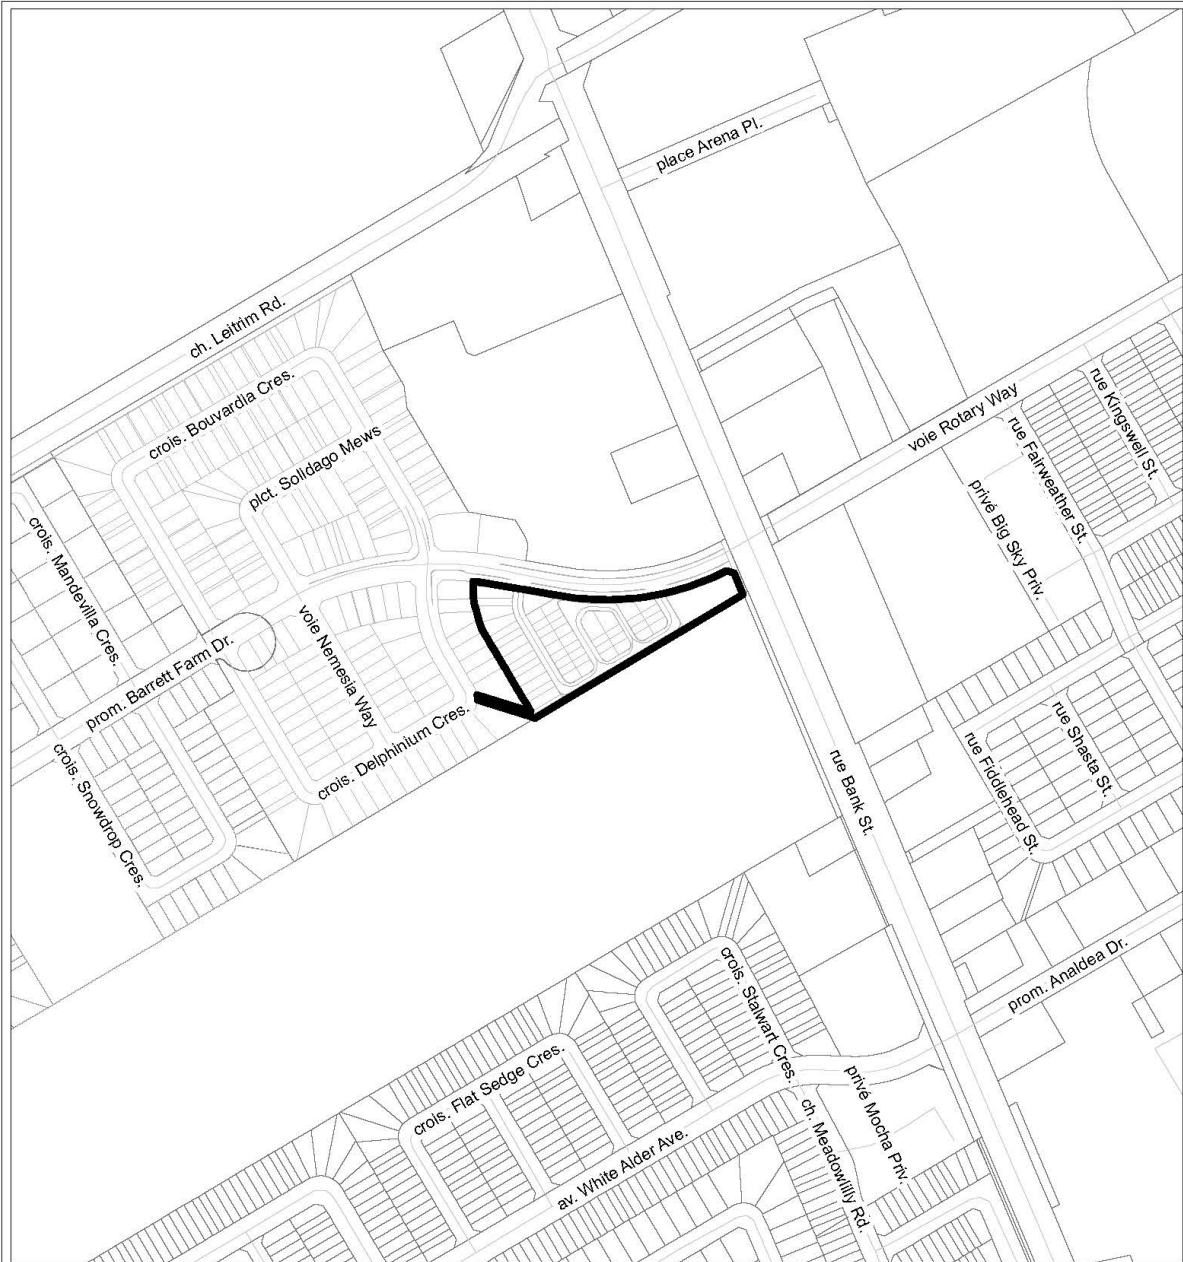 place Arena Pl.
ch. Leitrim Rd.
crois. Bouvardia Cres.
plct. Solidago Mews
voie Rotary Way
rue Kingswell St.
rue Fairweather St.
privé Big Sky Priv.
crois. Mandevilla Cres.
voie Nemesia Way
prom. Barrett Farm Dr.
crois. Delphinium Cres.
crois. Snowdrop Cres.
rue Bank St.
rue Shasta St.
rue Fiddlehead St.
prom. Analdea Dr.
crois. Stalwart Cres.
crois. Flat Sedge Cres.
privé Mocha Priv.
av. White Alder Ave.
ch. Meadowlilly Rd.